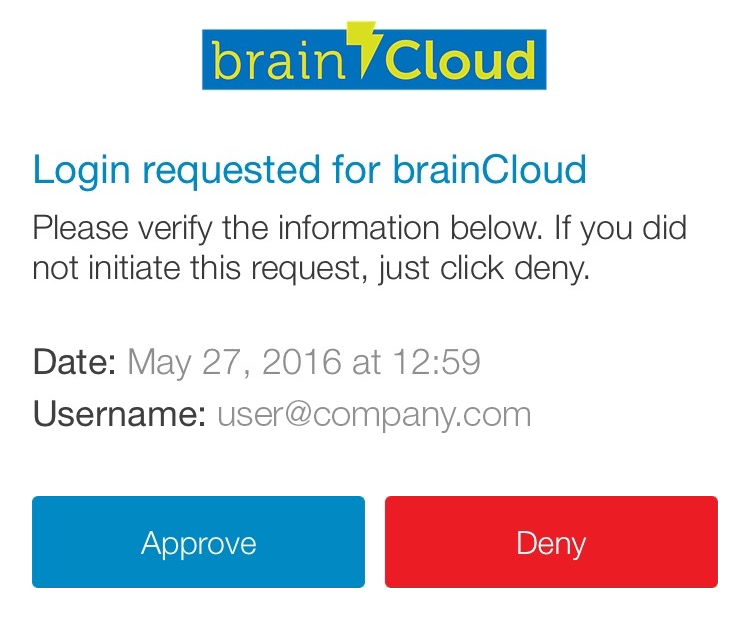 brainCloud
Login requested for brainCloud
Please verify the information below. If you did
not initiate this request, just click deny.
Date: May 27, 2016 at 12:59
Username: user@company.com
Approve Deny